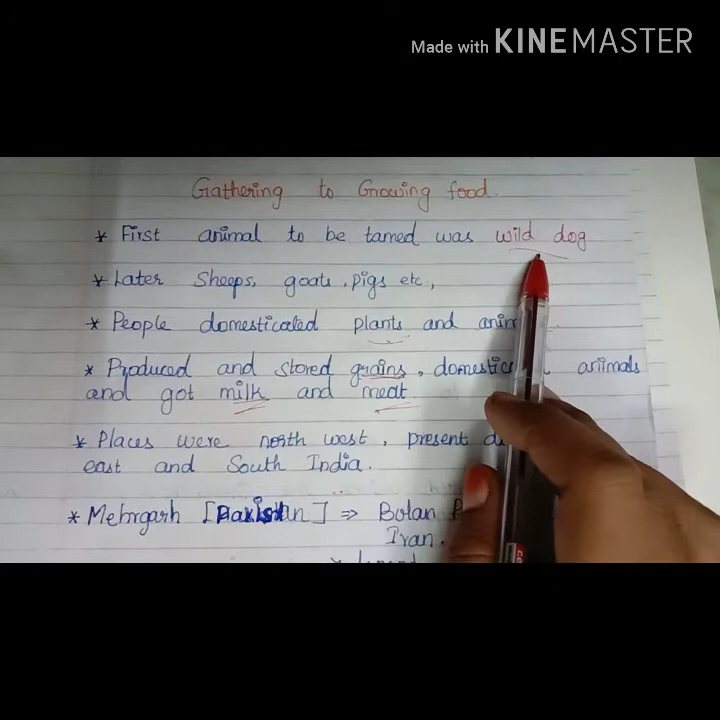 Made with KINEMASTER
Gathering to Growing food.
* First animal to be tamed was wild dog
* Later Sheeps, goats, pigs etc.,
* People domesticated plants and
* Produced and stored grains, animals
and got milk and meat
* Places were north west, present
east and South India.
* Mehrgarh [Pakistan] ⇒ Bolan
Iran.